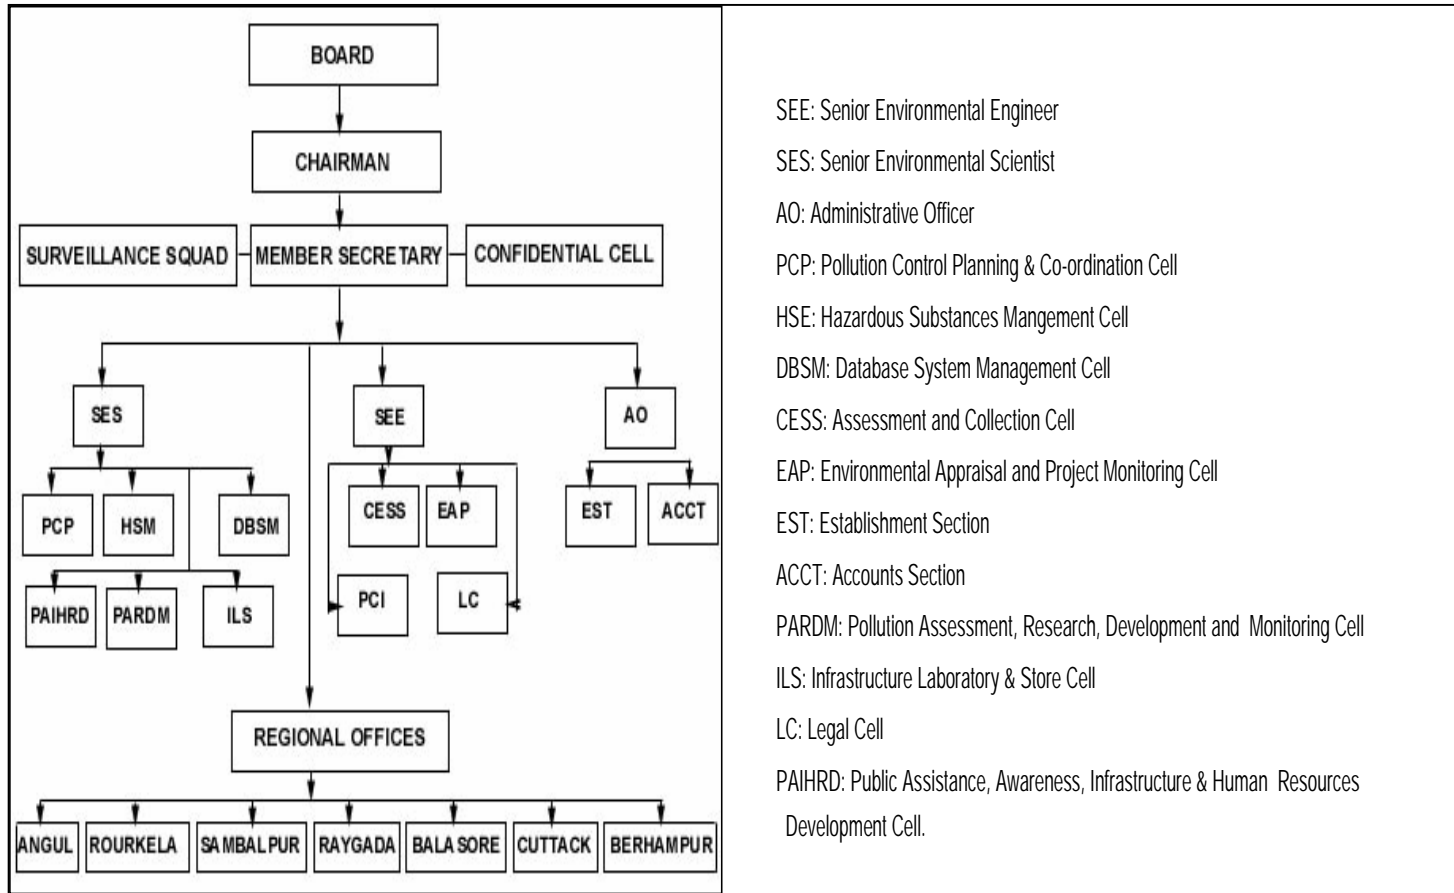 BOARD
CHAIRMAN
SURVEILLANCE SQUAD
MEMBER SECRETARY
CONFIDENTIAL CELL
SES
SEE
AO
PCP
HSM
DBSM
CESS
EAP
EST
ACCT
PAIHRD
PARDM
ILS
PCI
LC
REGIONAL OFFICES
ANGUL
ROURKELA
SAMBALPUR
RAYGADA
BALASORE
CUTTACK
BERHAMPUR
SEE: Senior Environmental Engineer
SES: Senior Environmental Scientist
AO: Administrative Officer
PCP: Pollution Control Planning & Co-ordination Cell
HSE: Hazardous Substances Mangement Cell
DBSM: Database System Management Cell
CESS: Assessment and Collection Cell
EAP: Environmental Appraisal and Project Monitoring Cell
EST: Establishment Section
ACCT: Accounts Section
PARDM: Pollution Assessment, Research, Development and Monitoring Cell
ILS: Infrastructure Laboratory & Store Cell
LC: Legal Cell
PAIHRD: Public Assistance, Awareness, Infrastructure & Human Resources
Development Cell.